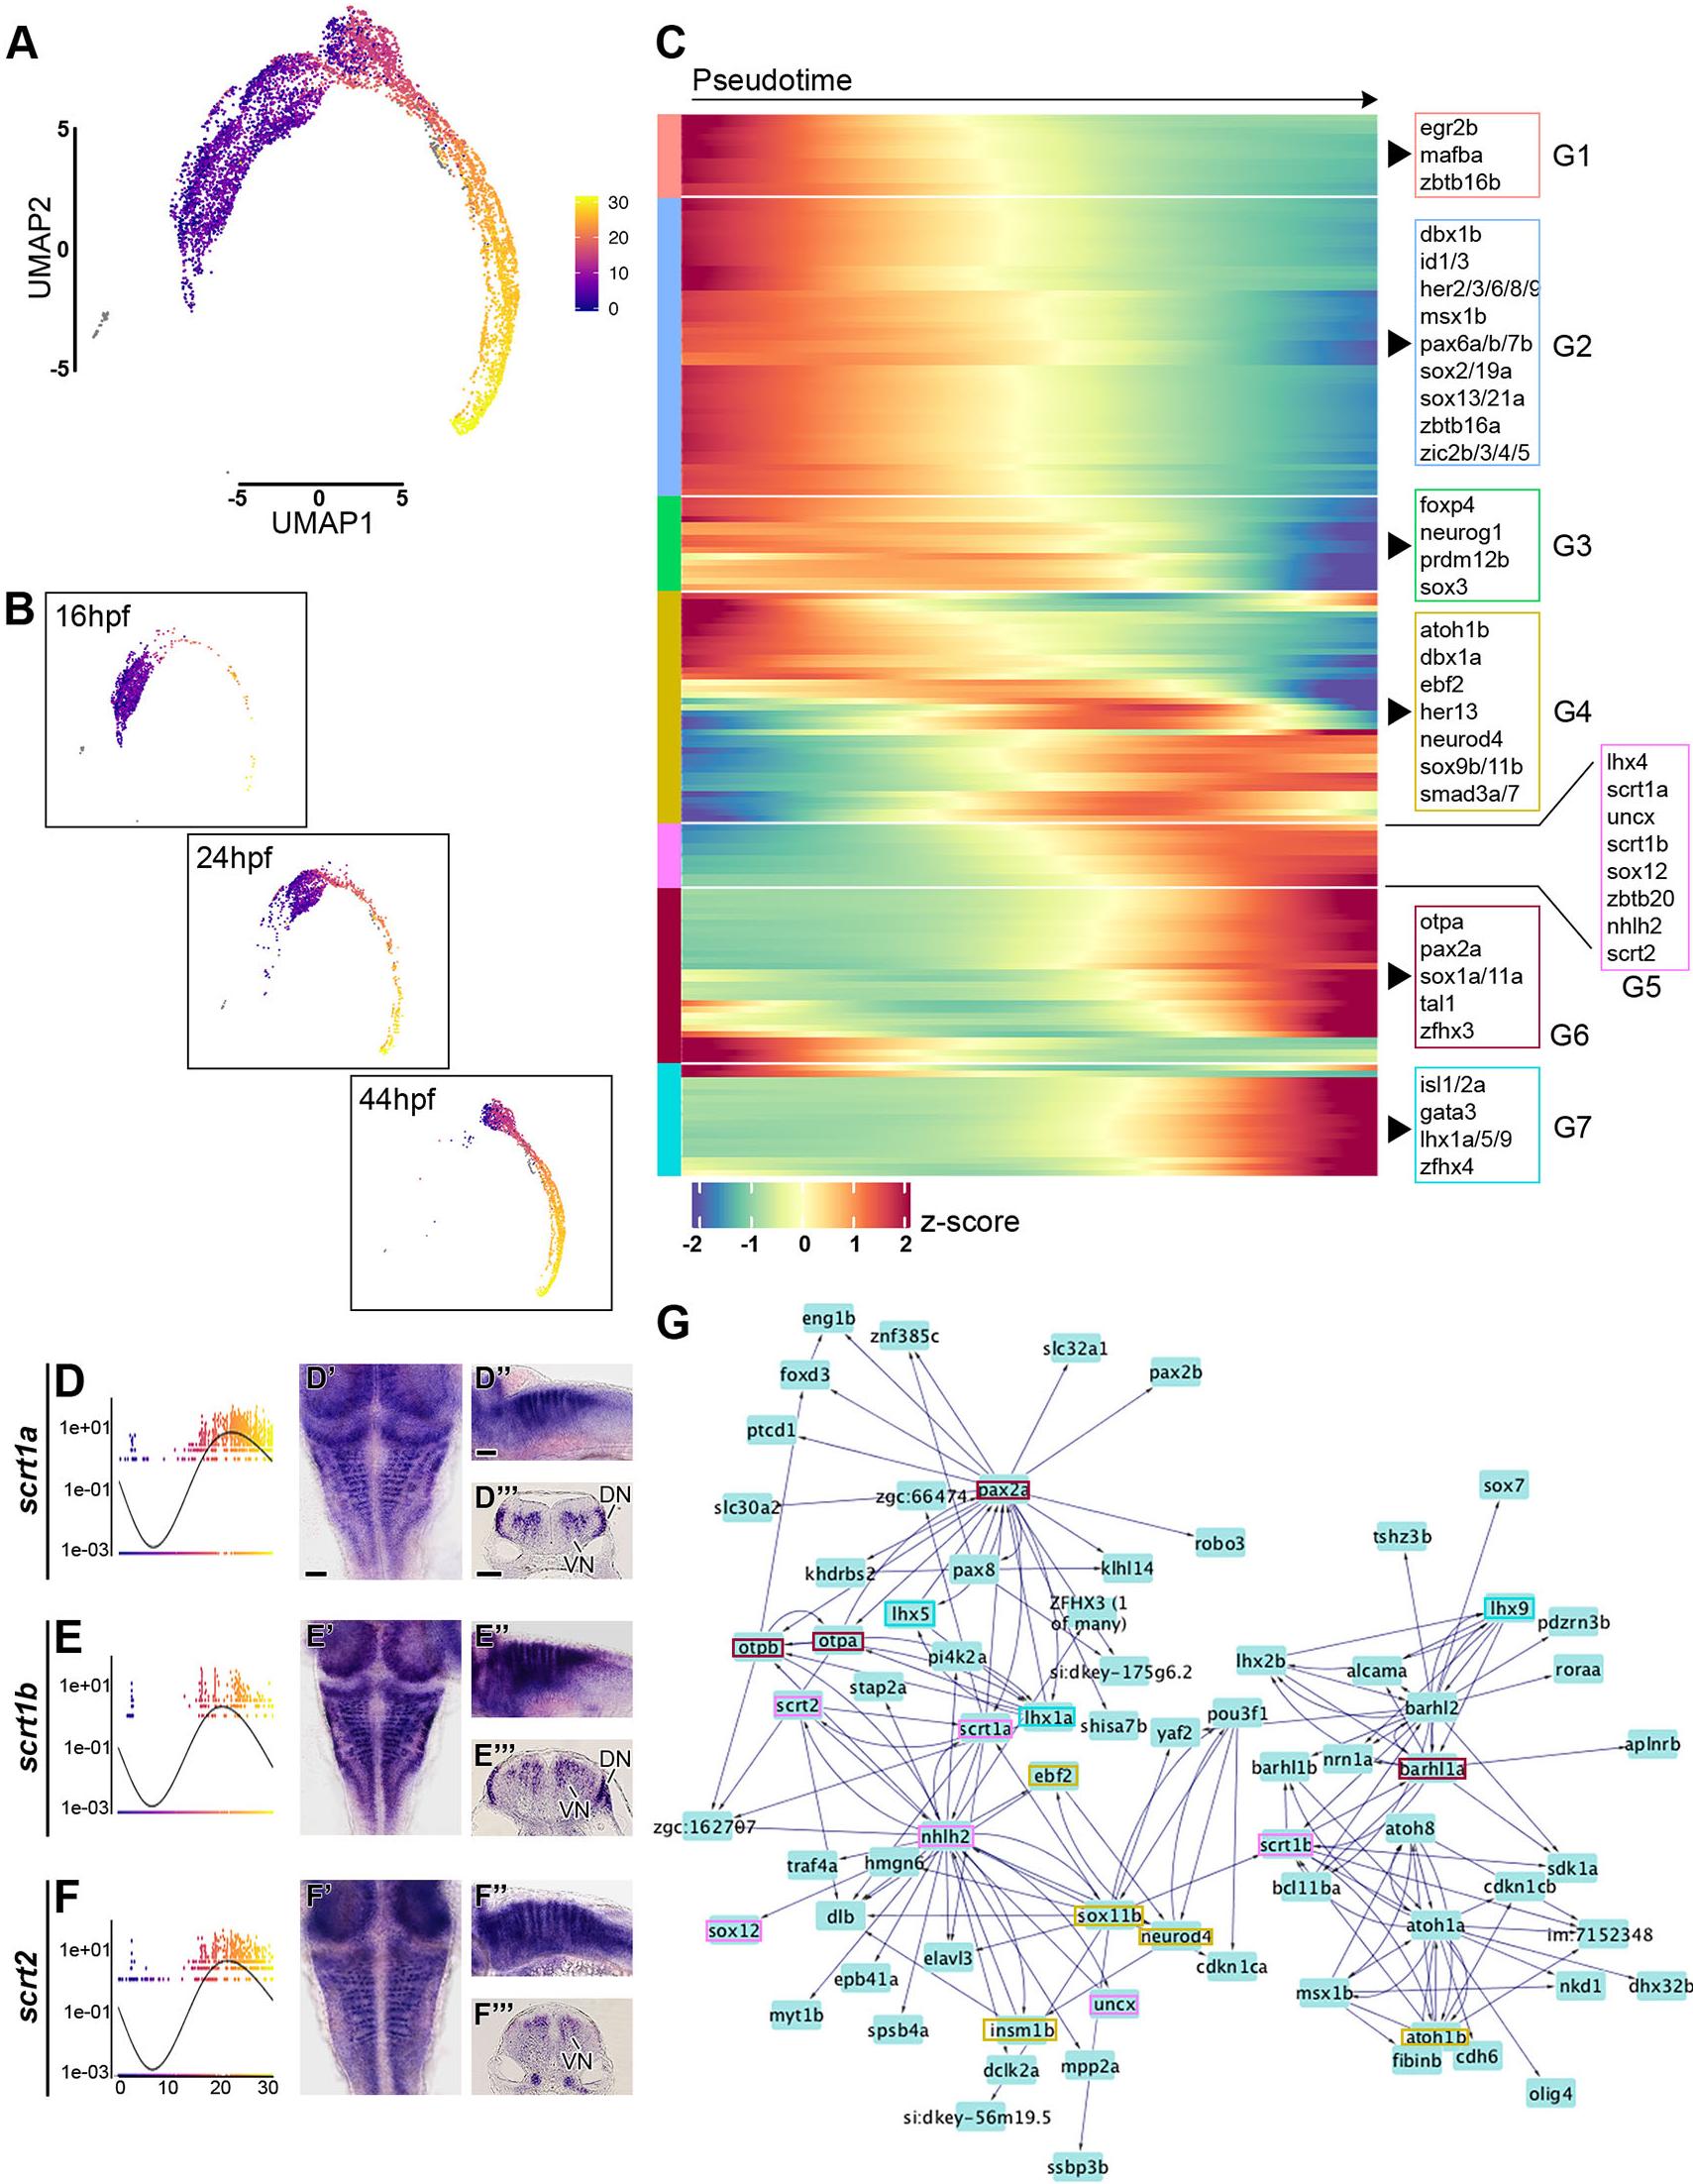 A
5
0
-5
UMAP2
-5
0
5
UMAP1
30
20
10
0
B
16hpf
24hpf
44hpf
C
Pseudotime
egr2b
mafba
zbtb16b
G1
dbx1b
id1/3
her2/3/6/8/9
msx1b
pax6a/b/7b
sox2/19a
sox13/21a
zbtb16a
zic2b/3/4/5
G2
foxp4
neurog1
prdm12b
sox3
G3
atoh1b
dbx1a
ebf2
her13
neurod4
sox9b/11b
smad3a/7
G4
lhx4
scrt1a
uncx
scrt1b
sox12
zbtb20
nhlh2
scrt2
G5
otpa
pax2a
sox1a/11a
tal1
zfhx3
G6
isl1/2a
gata3
lhx1a/5/9
zfhx4
G7
-2
-1
0
1
2
z-score
D
scrt1a
1e+01
1e-01
1e-03
D'
D''
D'''
DN
VN
E
scrt1b
1e+01
1e-01
1e-03
E'
E''
E'''
DN
VN
F
scrt2
1e+01
1e-01
1e-03
0
10
20
30
F'
F''
F'''
VN
G
eng1b
znf385c
slc32a1
foxd3
pax2b
ptcd1
slc30a2
zgc:66474
pax2a
sox7
robo3
tshz3b
khdrbs2
pax8
klhl14
lhx5
ZFHX3 (1
of many)
lhx9
pdzrn3b
otpb
otpa
pi4k2a
si:dkey-175g6.2
lhx2b
alcama
roraa
stap2a
scrt2
scrt1a
lhx1a
shisa7b
yaf2
pou3f1
barhl2
aplnrb
barhl1b
nrn1a
barhl1a
ebf2
zgc:162707
nhlh2
atoh8
scrt1b
traf4a
hmgn6
sdk1a
bcl11ba
cdkn1cb
sox12
dlb
sox11b
neurod4
atoh1a
im:7152348
elavl3
cdkn1ca
epb41a
msx1b
nkd1
dhx32b
myt1b
spsb4a
insm1b
uncx
atoh1b
fibinb
cdh6
dclk2a
mpp2a
olig4
si:dkey-56m19.5
ssbp3b